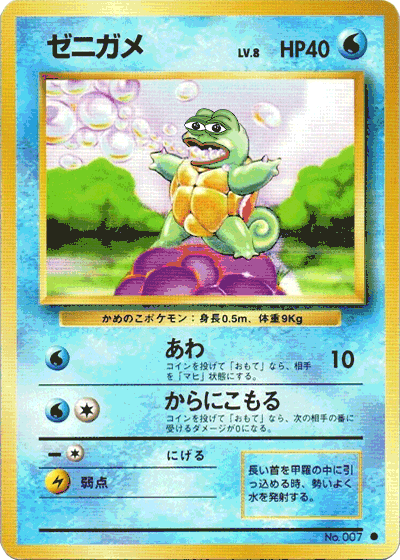 ゼニガメ LV.8 HP40
かめのこポケモン：身長0.5m、体重9Kg
あわ 10
コインを投げて「おもて」なら、相手
を「マヒ」状態にする。
からにこもる
コインを投げて「おもて」なら、次の相手の番に
受けるダメージが0になる。
にげる
弱点
長い首を甲羅の中に引
っ込める時、勢いよく
水を発射する。
No. 007